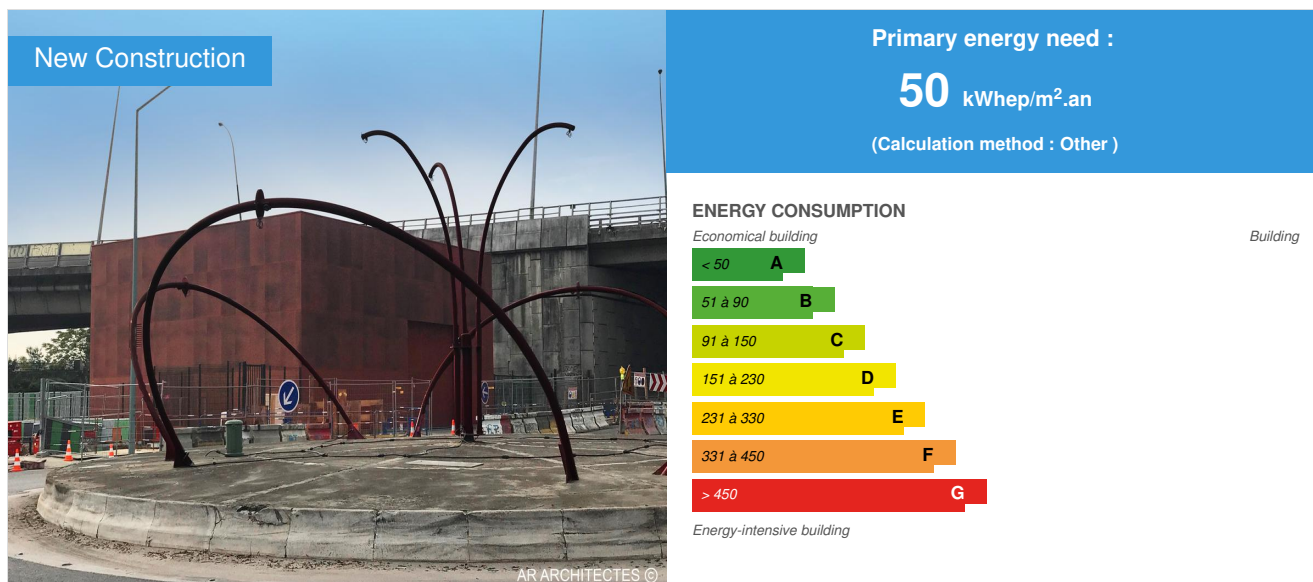 New Construction
AR ARCHITECTES ©
Primary energy need :
50 kWhep/m².an
(Calculation method : Other )
ENERGY CONSUMPTION
Economical building
Building
< 50 A
51 à 90 B
91 à 150 C
151 à 230 D
231 à 330 E
331 à 450 F
> 450 G
Energy-intensive building